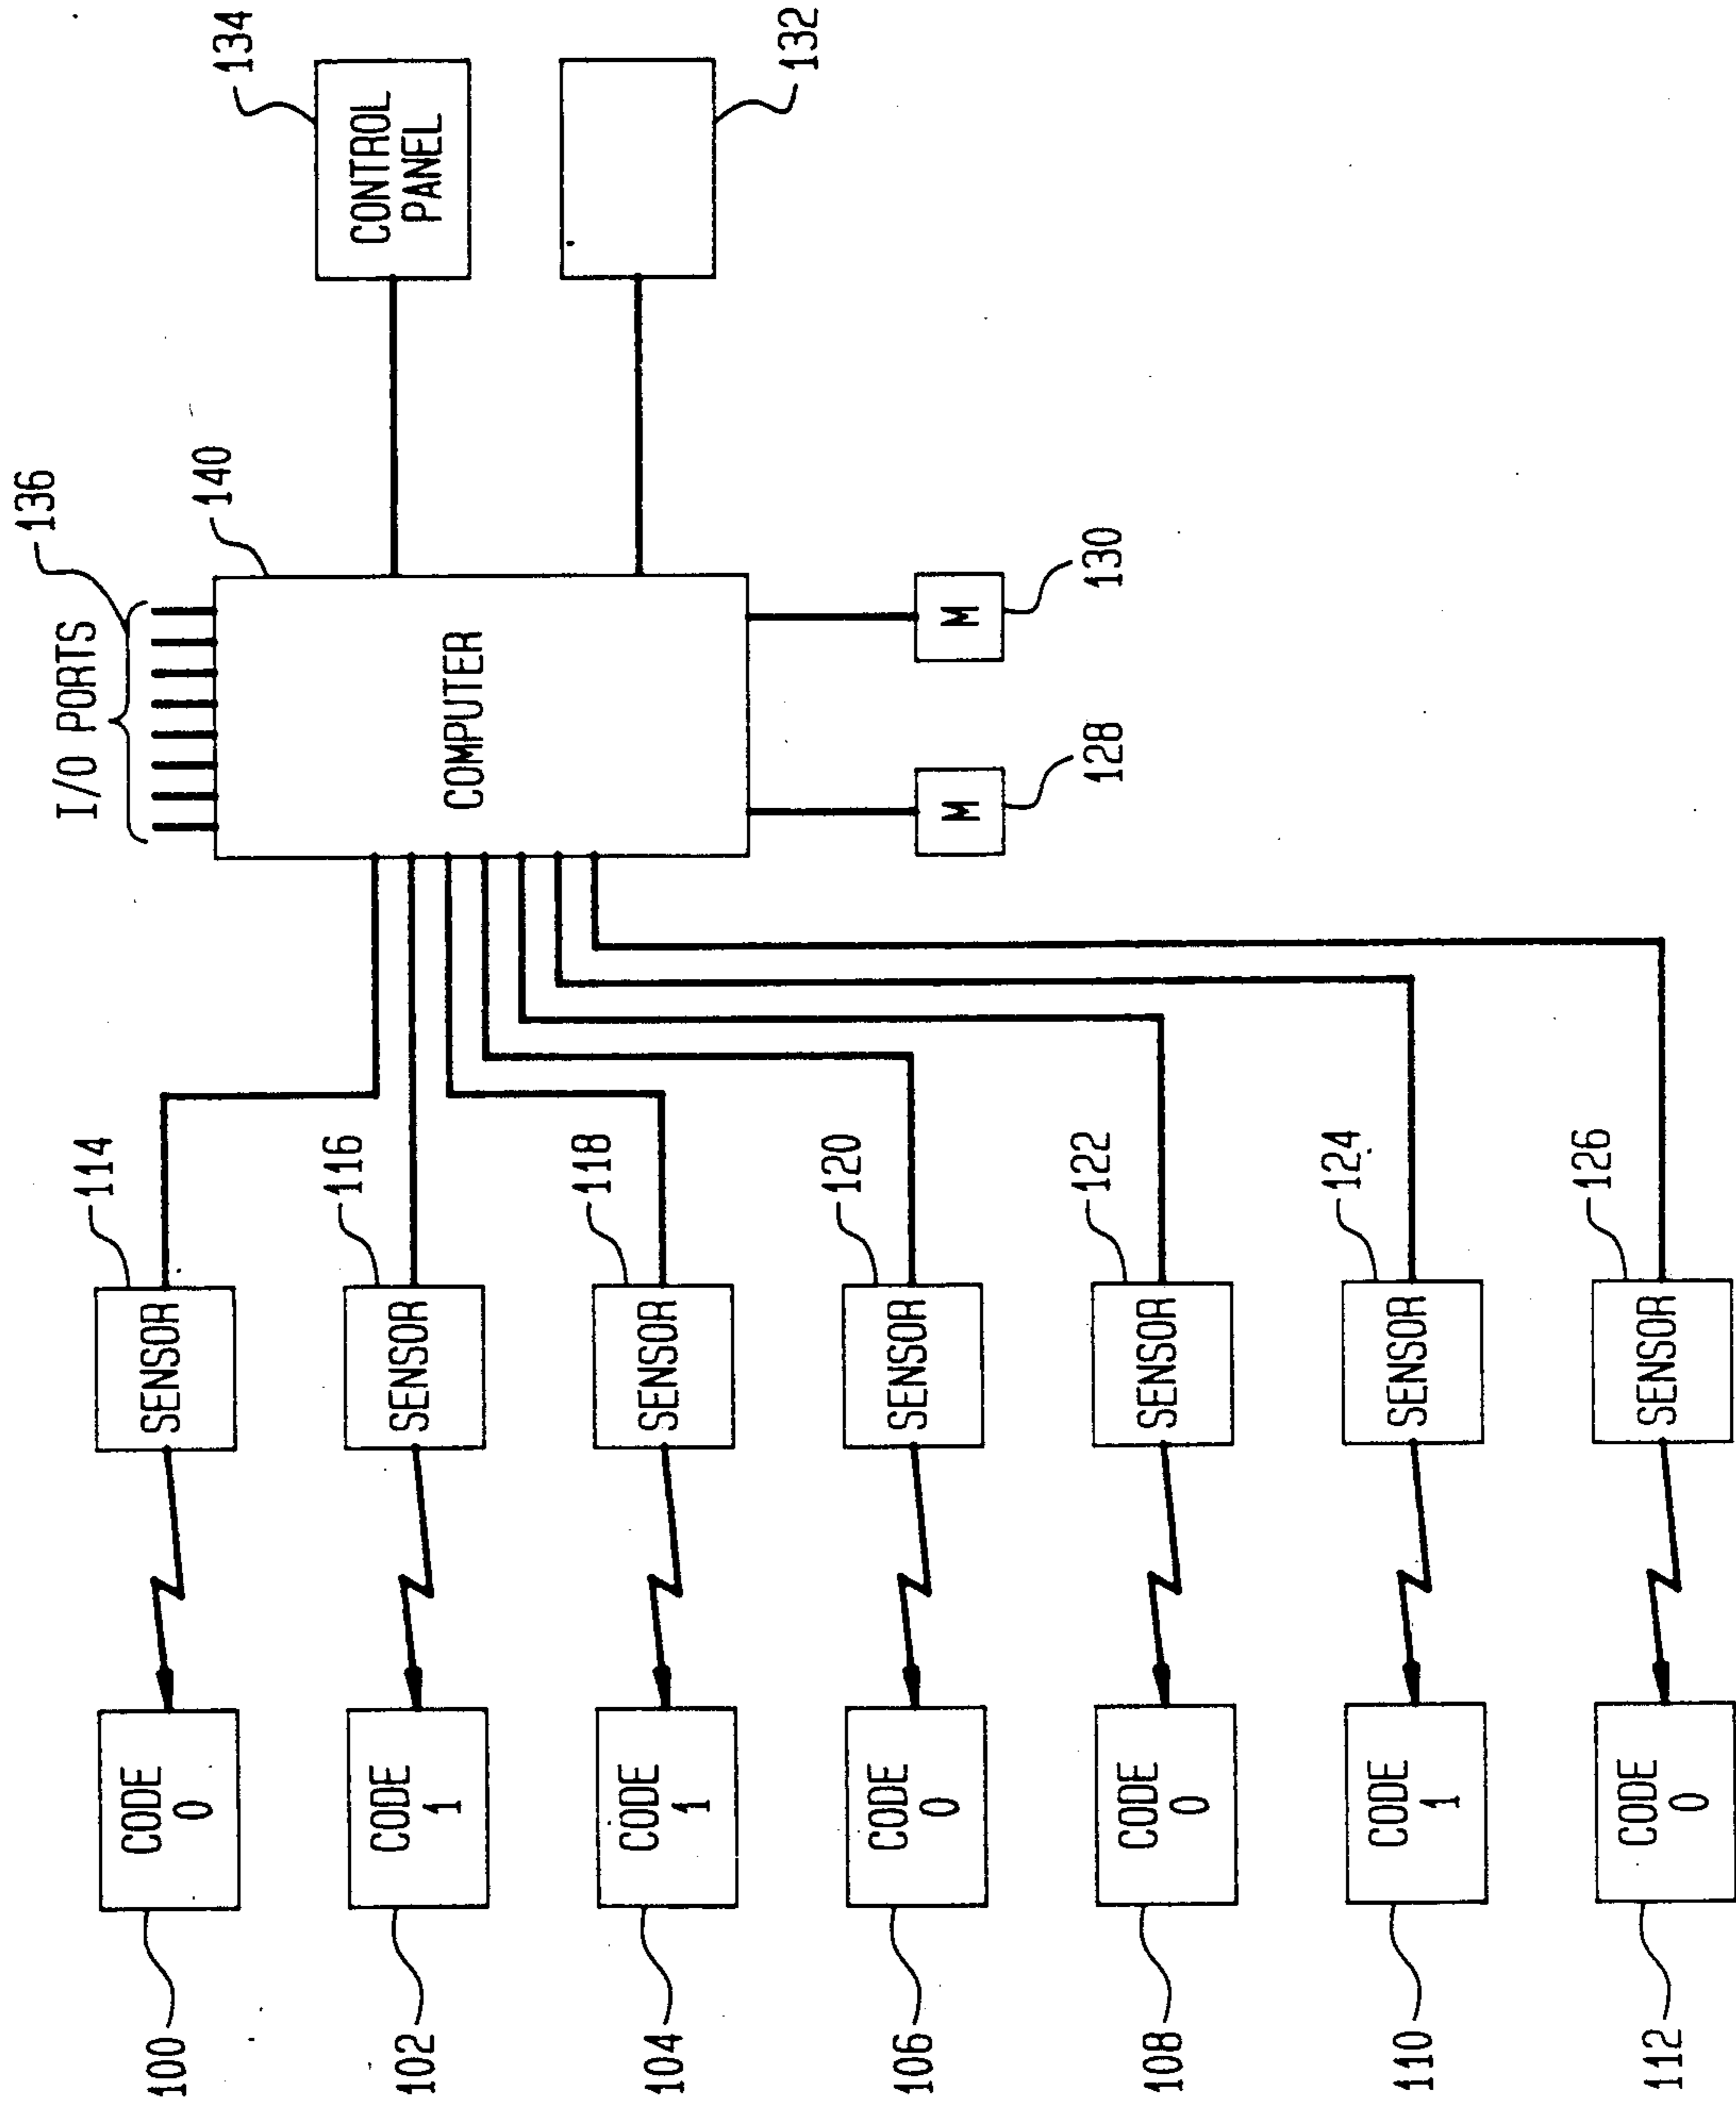 136
I/O PORTS
140
COMPUTER
134
CONTROL
PANEL
132
M
128
M
130
114
SENSOR
116
SENSOR
118
SENSOR
120
SENSOR
122
SENSOR
124
SENSOR
126
SENSOR
CODE
0
100
CODE
1
102
CODE
1
104
CODE
0
106
CODE
0
108
CODE
1
110
CODE
0
112